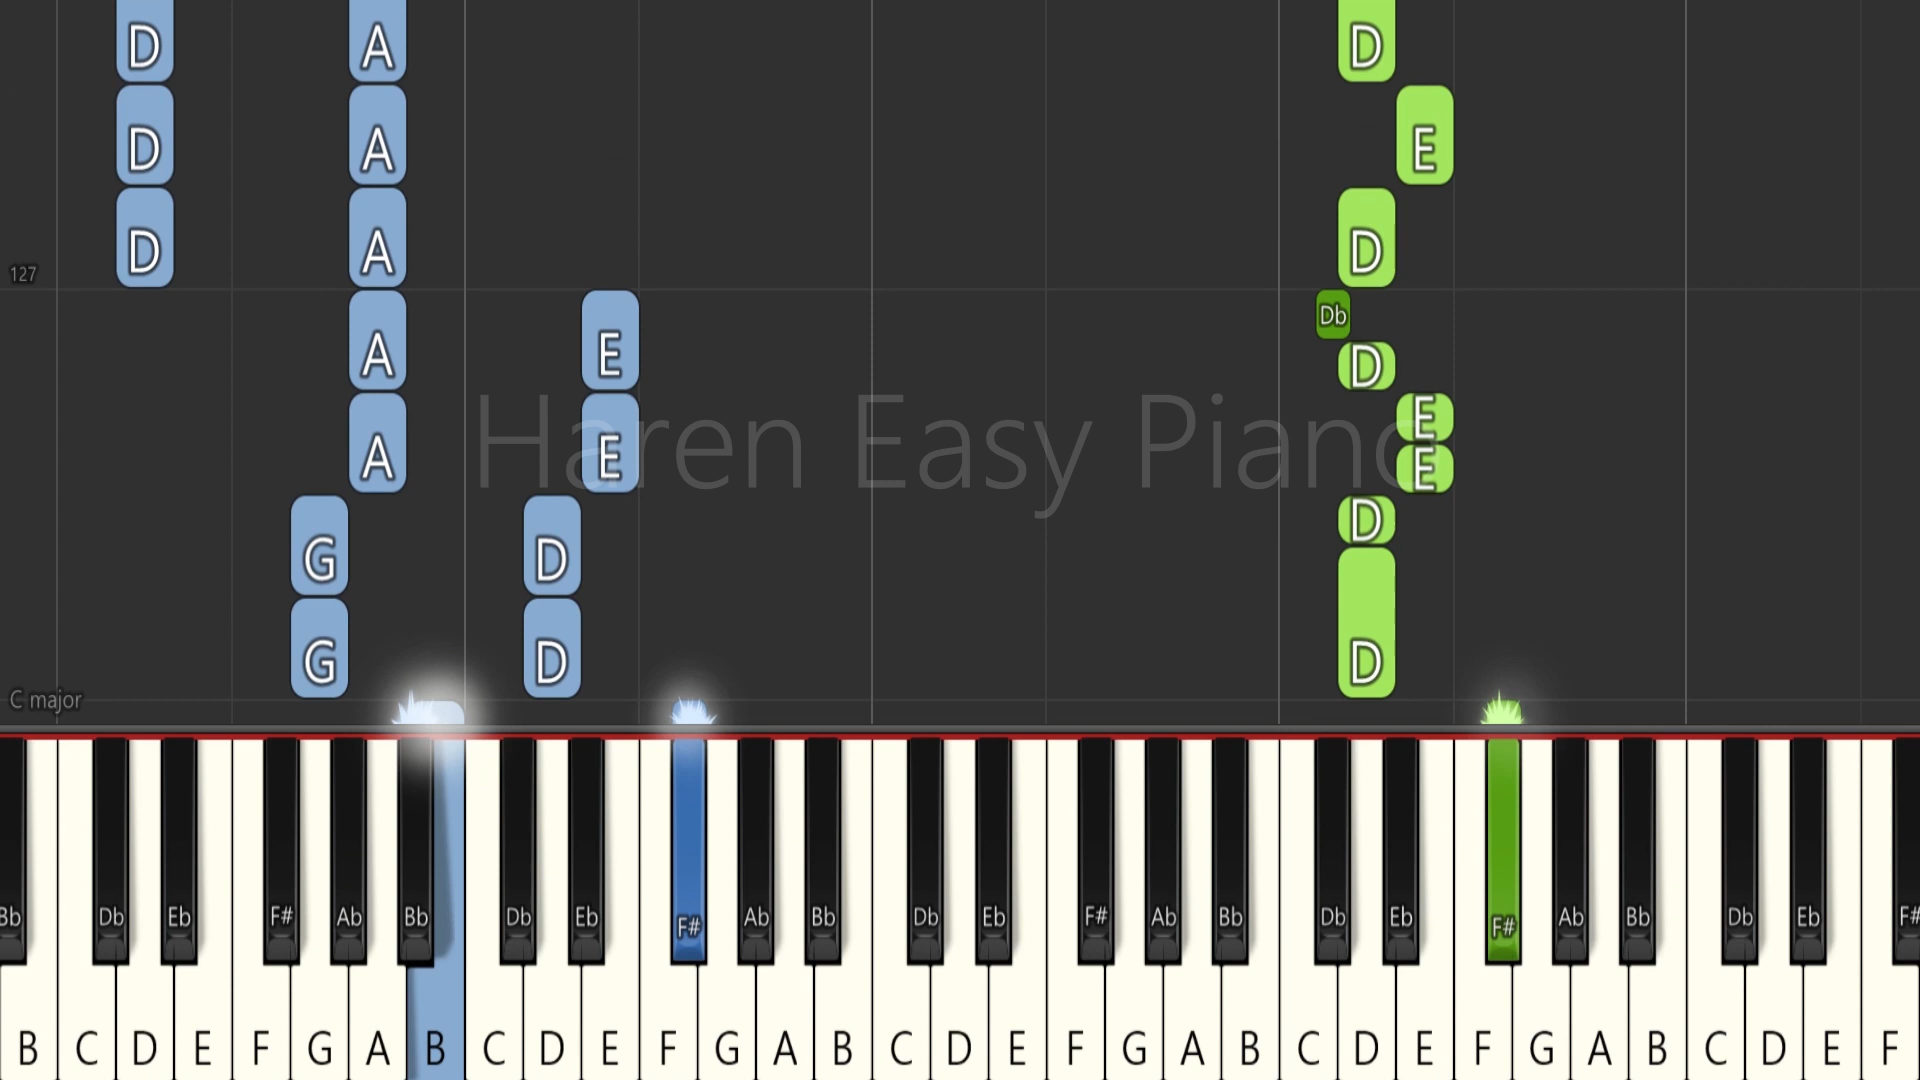 D A D
D A E
D A D
127
Db
A E D
Haren Easy Piano
E
A E E
D
G D
G D D
C major
Bb Db Eb F# Ab Bb Db Eb F# Ab Bb Db Eb F# Ab Bb Db Eb F# Ab Bb Db Eb F#
B C D E F G A B C D E F G A B C D E F G A B C D E F G A B C D E F